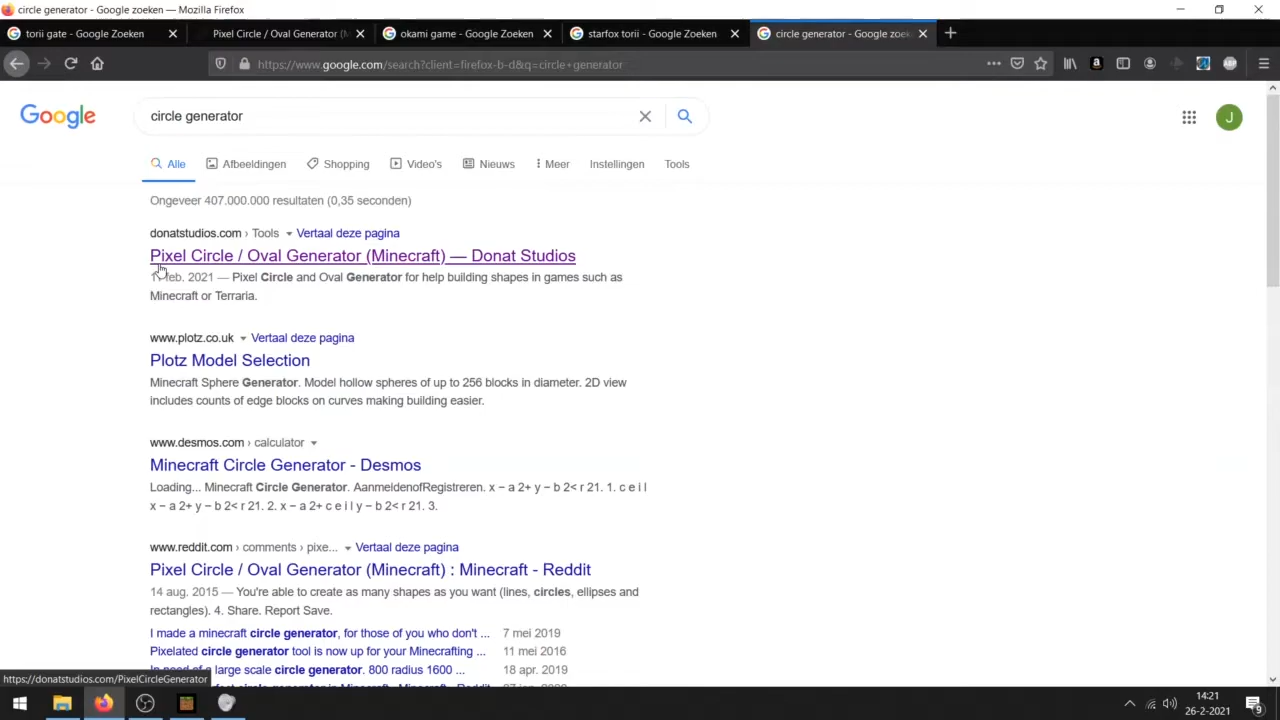 circle generator - Google zoeken — Mozilla Firefox
torii gate - Google Zoeken
Pixel Circle / Oval Generator (M
okami game - Google Zoeken
starfox torii - Google Zoeken
circle generator - Google zoeke
https://www.google.com/search?client=firefox-b-d&q=circle+generator
Google
circle generator
J
Alle
Afbeeldingen
Shopping
Video's
Nieuws
Meer
Instellingen
Tools
Ongeveer 407.000.000 resultaten (0,35 seconden)
donatstudios.com › Tools Vertaal deze pagina
Pixel Circle / Oval Generator (Minecraft) — Donat Studios
feb. 2021 — Pixel Circle and Oval Generator for help building shapes in games such as
Minecraft or Terraria.
www.plotz.co.uk Vertaal deze pagina
Plotz Model Selection
Minecraft Sphere Generator. Model hollow spheres of up to 256 blocks in diameter. 2D view
includes counts of edge blocks on curves making building easier.
www.desmos.com › calculator
Minecraft Circle Generator - Desmos
Loading... Minecraft Circle Generator. AanmeldenofRegistreren. x − a 2+ y − b 2< r 21. 1. c e i l
x − a 2+ y − b 2< r 21. 2. x − a 2+ c e i l y − b 2< r 21. 3.
www.reddit.com › comments › pixe... Vertaal deze pagina
Pixel Circle / Oval Generator (Minecraft) : Minecraft - Reddit
14 aug. 2015 — You're able to create as many shapes as you want (lines, circles, ellipses and
rectangles). 4. Share. Report Save.
I made a minecraft circle generator, for those of you who don't ... 7 mei 2019
Pixelated circle generator tool is now up for your Minecrafting ... 11 mei 2016
In need of a large scale circle generator. 800 radius 1600 ... 18 apr. 2019
https://donatstudios.com/PixelCircleGenerator
14:21
26-2-2021
9